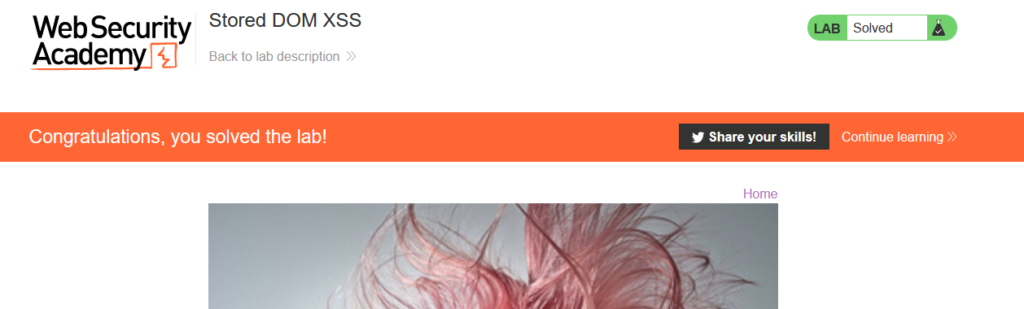 Web Security
Academy
Stored DOM XSS
Back to lab description
LAB Solved
Congratulations, you solved the lab!
Share your skills!
Continue learning
Home